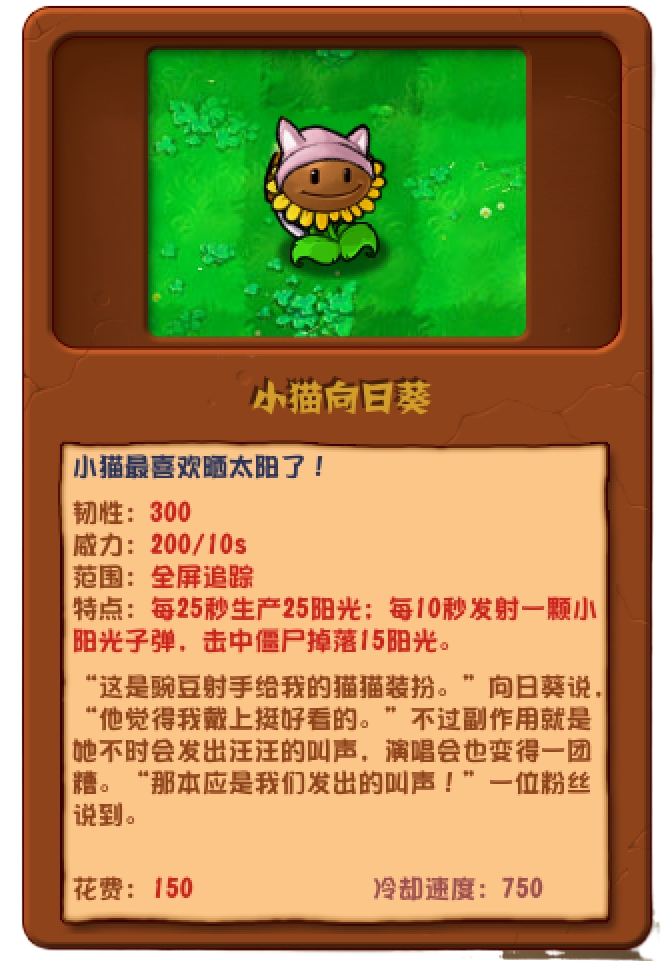 小猫向日葵
小猫最喜欢晒太阳了！
韧性：300
威力：200/10s
范围：全屏追踪
特点：每25秒生产25阳光；每10秒发射一颗小
阳光子弹，击中僵尸掉落15阳光。
“这是豌豆射手给我的猫猫装扮。”向日葵说，
“他觉得我戴上挺好看的。”不过副作用就是
她不时会发出汪汪的叫声，演唱会也变得一团
糟。“那本应是我们发出的叫声！”一位粉丝
说到。
花费：150
冷却速度：750